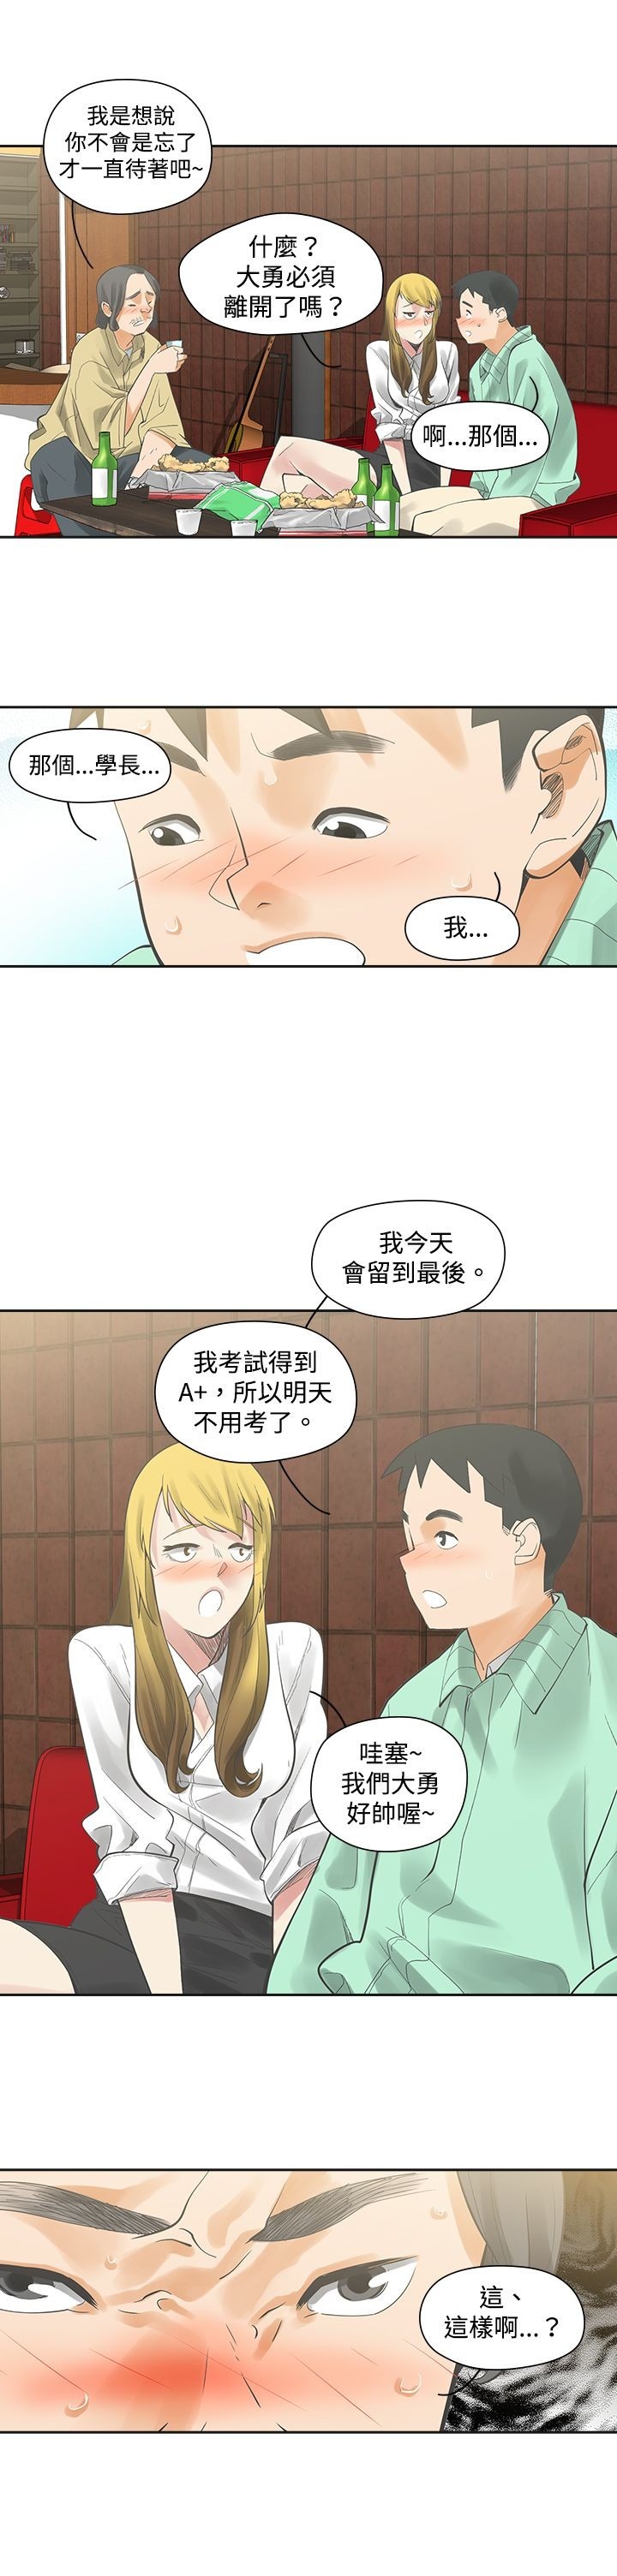 我是想說
你不會是忘了
才一直待著吧~
什麼？
大勇必須
離開了嗎？
啊...那個...
那個...學長...
我...
我今天
會留到最後。
我考試得到
A+，所以明天
不用考了。
哇塞~
我們大勇
好帥喔~
這、
這樣啊...？